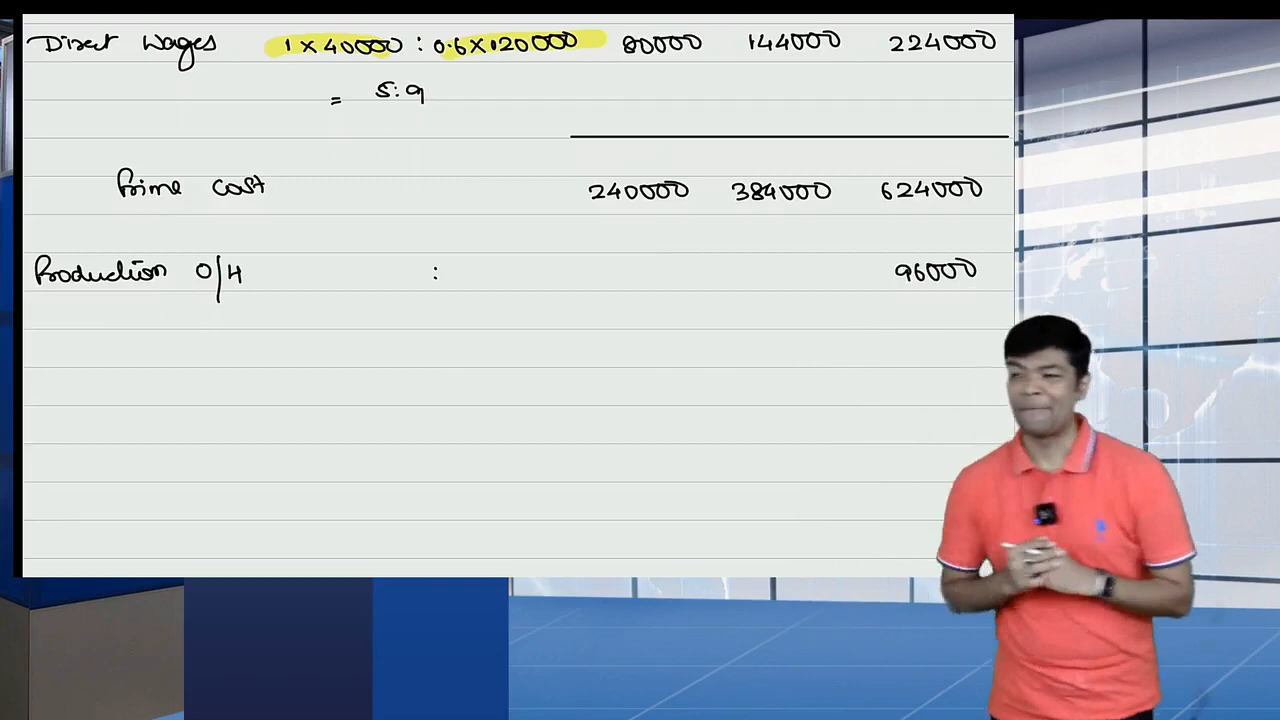 Direct Wages 1 x 40000 : 0.6 x 120000 80000 144000 224000
= 5:9
Prime Cost 240000 384000 624000
Production O/H : 96000